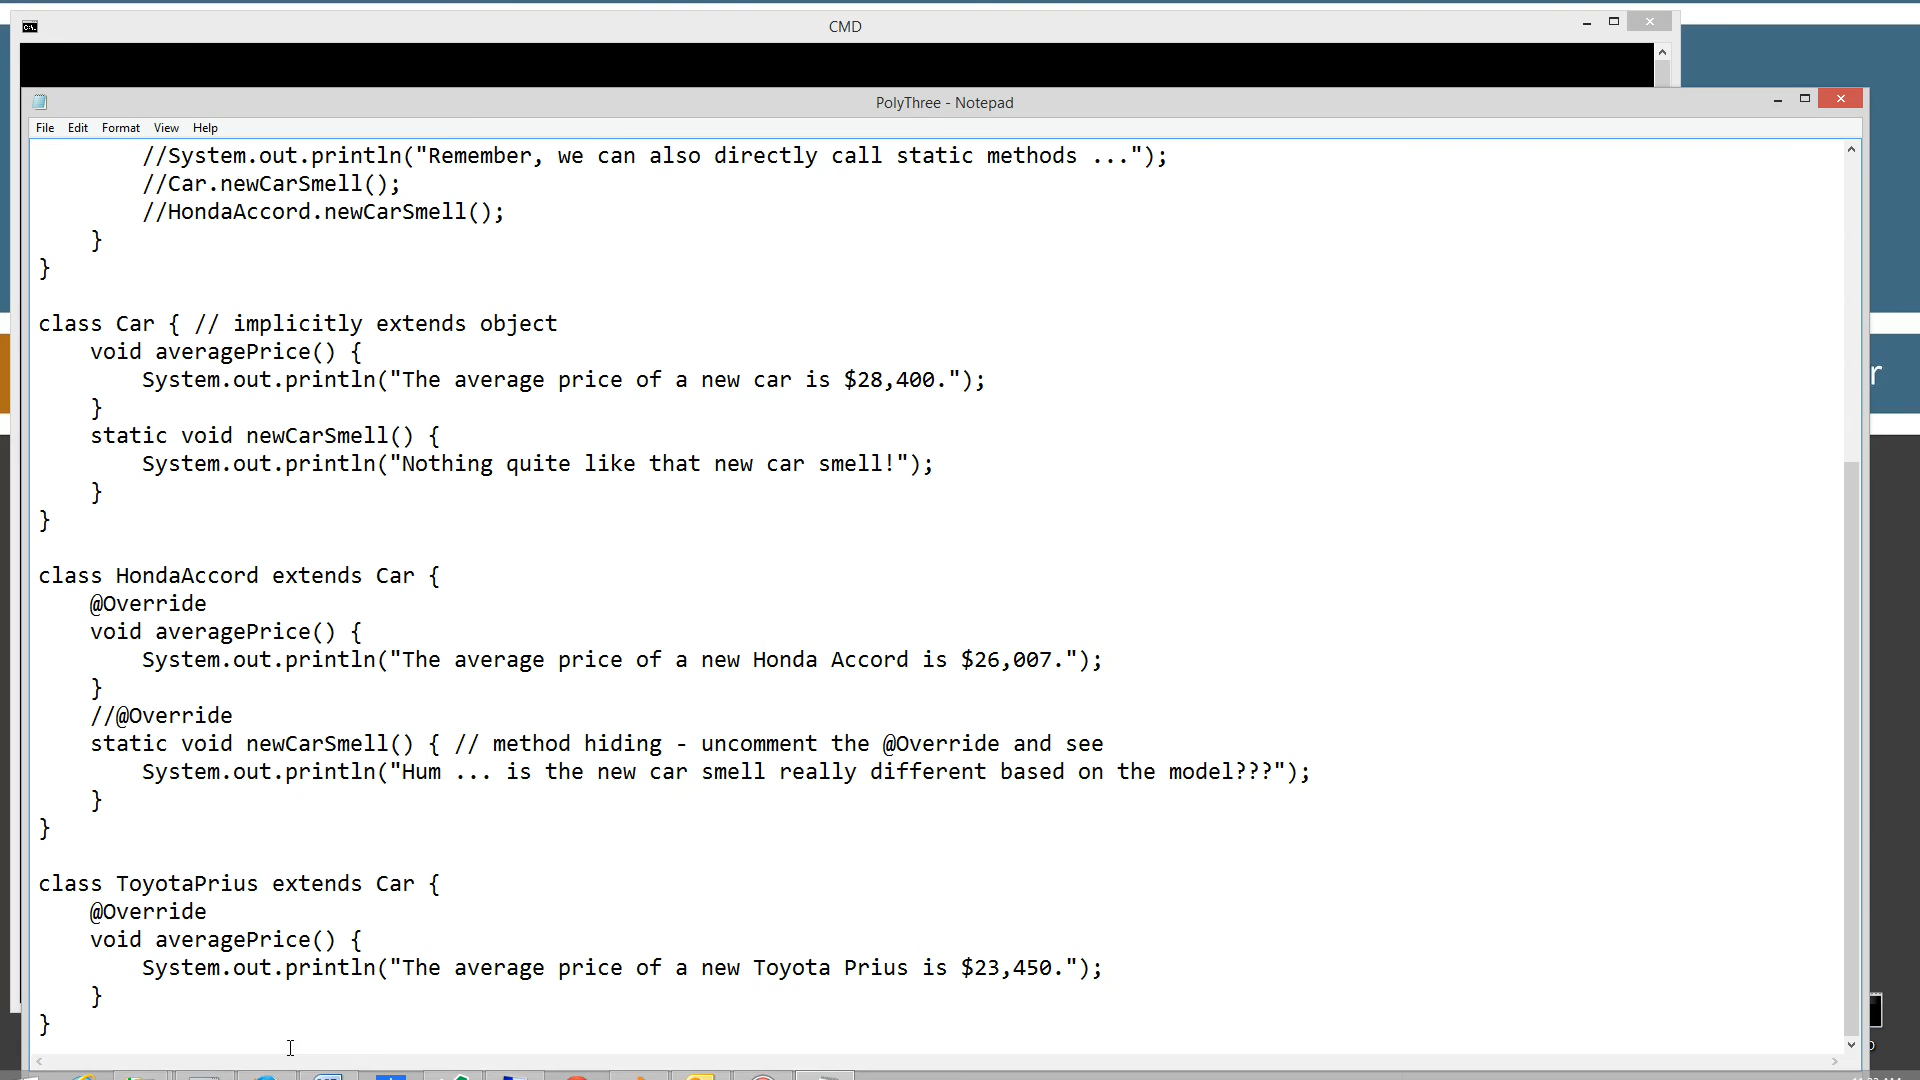 CMD
PolyThree - Notepad
File Edit Format View Help
//System.out.println("Remember, we can also directly call static methods ...");
//Car.newCarSmell();
//HondaAccord.newCarSmell();
}
}
class Car { // implicitly extends object
void averagePrice() {
System.out.println("The average price of a new car is $28,400.");
}
static void newCarSmell() {
System.out.println("Nothing quite like that new car smell!");
}
}
class HondaAccord extends Car {
@Override
void averagePrice() {
System.out.println("The average price of a new Honda Accord is $26,007.");
}
//@Override
static void newCarSmell() { // method hiding - uncomment the @Override and see
System.out.println("Hum ... is the new car smell really different based on the model???");
}
}
class ToyotaPrius extends Car {
@Override
void averagePrice() {
System.out.println("The average price of a new Toyota Prius is $23,450.");
}
}